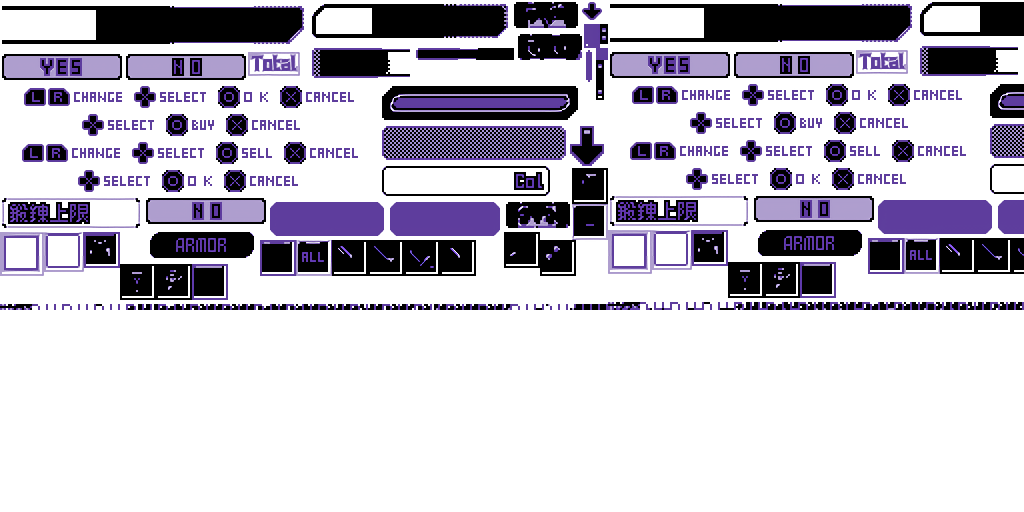 YES NO Total YES NO Total
L R CHANGE SELECT O K CANCEL L R CHANGE SELECT O K CANCEL
SELECT BUY CANCEL SELECT BUY CANCEL
L R CHANGE SELECT SELL CANCEL L R CHANGE SELECT SELL CANCEL
SELECT O K CANCEL SELECT O K CANCEL
Col
鍛錬上限 NO 鍛錬上限 NO
ARMOR ARMOR
ALL ALL